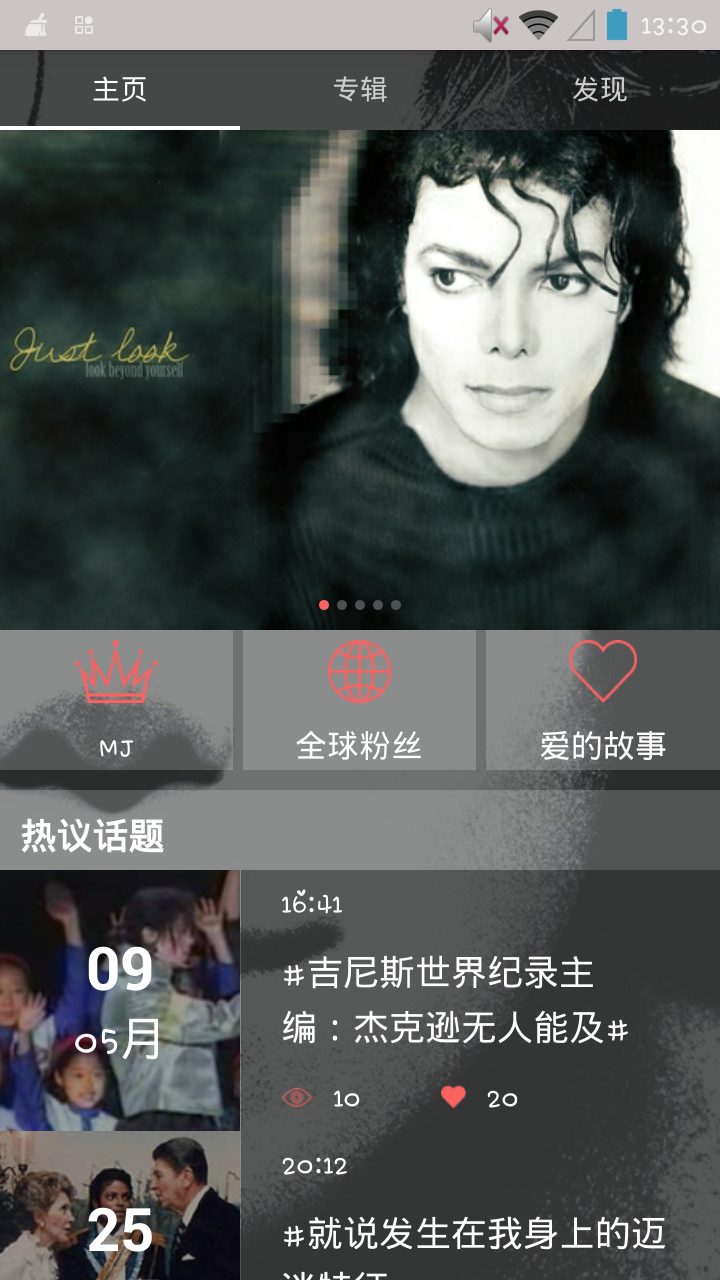 13:30
主页 专辑 发现
Just look
look beyond yourself
MJ 全球粉丝 爱的故事
热议话题
09
05月
16:41
#吉尼斯世界纪录主
编：杰克逊无人能及#
10 20
25
20:12
#就说发生在我身上的迈